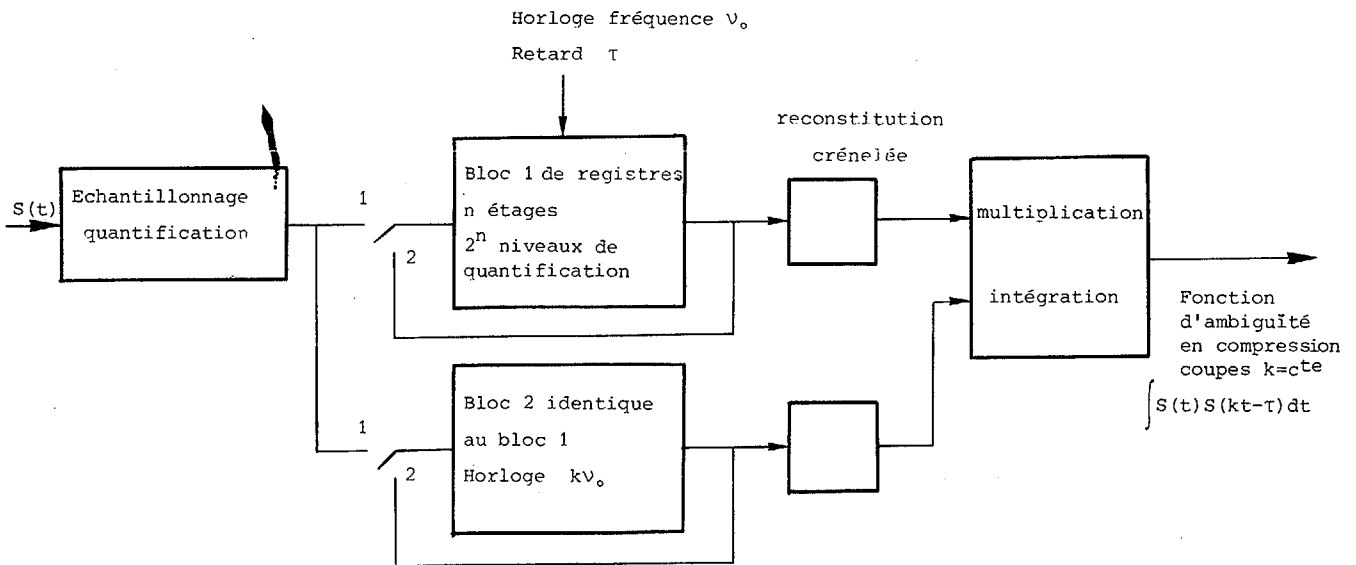 Horloge fréquence ν₀
Retard τ
reconstitution
crénelée
S(t)
Echantillonnage
quantification
1
2
Bloc 1 de registres
n étages
2ⁿ niveaux de
quantification
multiplication
intégration
Fonction
d'ambiguïté
en compression
coupes k=cᵗᵉ
∫S(t)S(kt-τ)dt
1
2
Bloc 2 identique
au bloc 1
Horloge kν₀